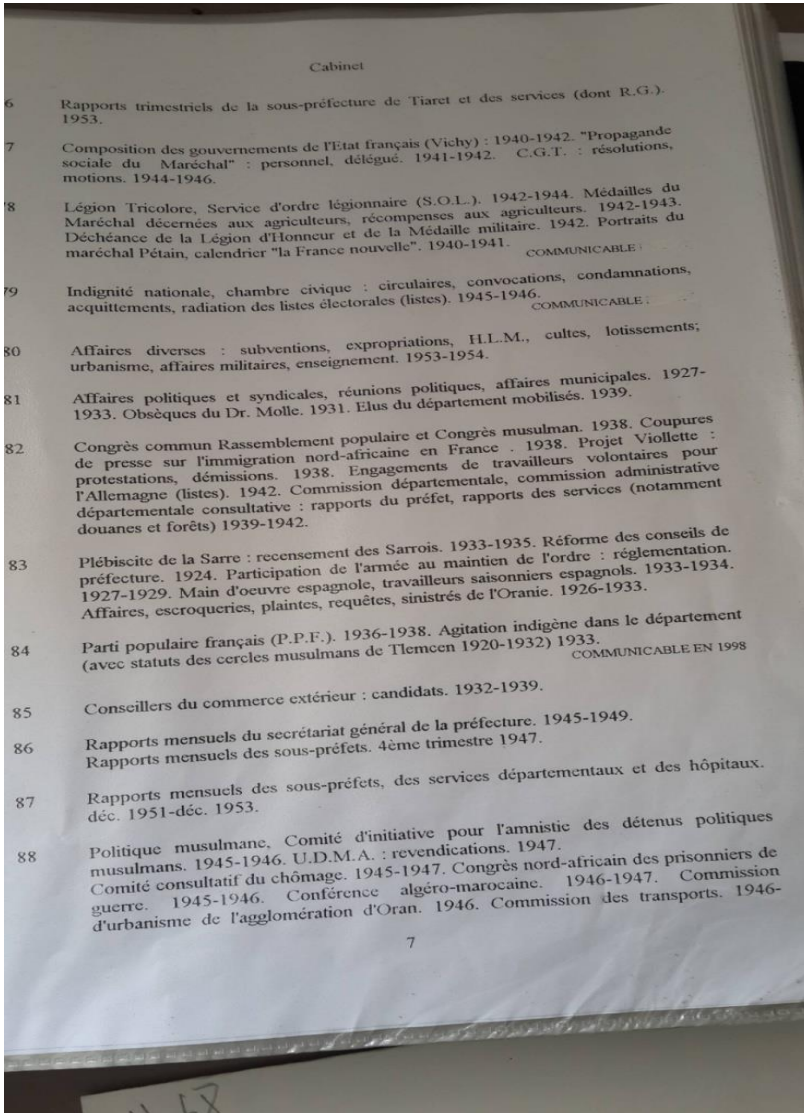 Cabinet
6 Rapports trimestriels de la sous-préfecture de Tiaret et des services (dont R.G.).
1953.
7 Composition des gouvernements de l'Etat français (Vichy) : 1940-1942. "Propagande
sociale du Maréchal" : personnel, délégué. 1941-1942. C.G.T. : résolutions,
motions. 1944-1946.
78 Légion Tricolore, Service d'ordre légionnaire (S.O.L.). 1942-1944. Médailles du
Maréchal décernées aux agriculteurs, récompenses aux agriculteurs. 1942-1943.
Déchéance de la Légion d'Honneur et de la Médaille militaire. 1942. Portraits du
maréchal Pétain, calendrier "la France nouvelle". 1940-1941. COMMUNICABLE :
79 Indignité nationale, chambre civique : circulaires, convocations, condamnations,
acquittements, radiation des listes électorales (listes). 1945-1946. COMMUNICABLE :
80 Affaires diverses : subventions, expropriations, H.L.M., cultes, lotissements;
urbanisme, affaires militaires, enseignement. 1953-1954.
81 Affaires politiques et syndicales, réunions politiques, affaires municipales. 1927-
1933. Obsèques du Dr. Molle. 1931. Elus du département mobilisés. 1939.
82 Congrès commun Rassemblement populaire et Congrès musulman. 1938. Coupures
de presse sur l'immigration nord-africaine en France . 1938. Projet Viollette :
protestations, démissions. 1938. Engagements de travailleurs volontaires pour
l'Allemagne (listes). 1942. Commission départementale, commission administrative
départementale consultative : rapports du préfet, rapports des services (notamment
douanes et forêts) 1939-1942.
83 Plébiscite de la Sarre : recensement des Sarrois. 1933-1935. Réforme des conseils de
préfecture. 1924. Participation de l'armée au maintien de l'ordre : réglementation.
1927-1929. Main d'oeuvre espagnole, travailleurs saisonniers espagnols. 1933-1934.
Affaires, escroqueries, plaintes, requêtes, sinistrés de l'Oranie. 1926-1933.
84 Parti populaire français (P.P.F.). 1936-1938. Agitation indigène dans le département
(avec statuts des cercles musulmans de Tlemcen 1920-1932) 1933. COMMUNICABLE EN 1998
85 Conseillers du commerce extérieur : candidats. 1932-1939.
86 Rapports mensuels du secrétariat général de la préfecture. 1945-1949.
Rapports mensuels des sous-préfets. 4ème trimestre 1947.
87 Rapports mensuels des sous-préfets, des services départementaux et des hôpitaux.
déc. 1951-déc. 1953.
88 Politique musulmane, Comité d'initiative pour l'amnistie des détenus politiques
musulmans. 1945-1946. U.D.M.A. : revendications. 1947.
Comité consultatif du chômage. 1945-1947. Congrès nord-africain des prisonniers de
guerre. 1945-1946. Conférence algéro-marocaine. 1946-1947. Commission
d'urbanisme de l'agglomération d'Oran. 1946. Commission des transports. 1946-
7